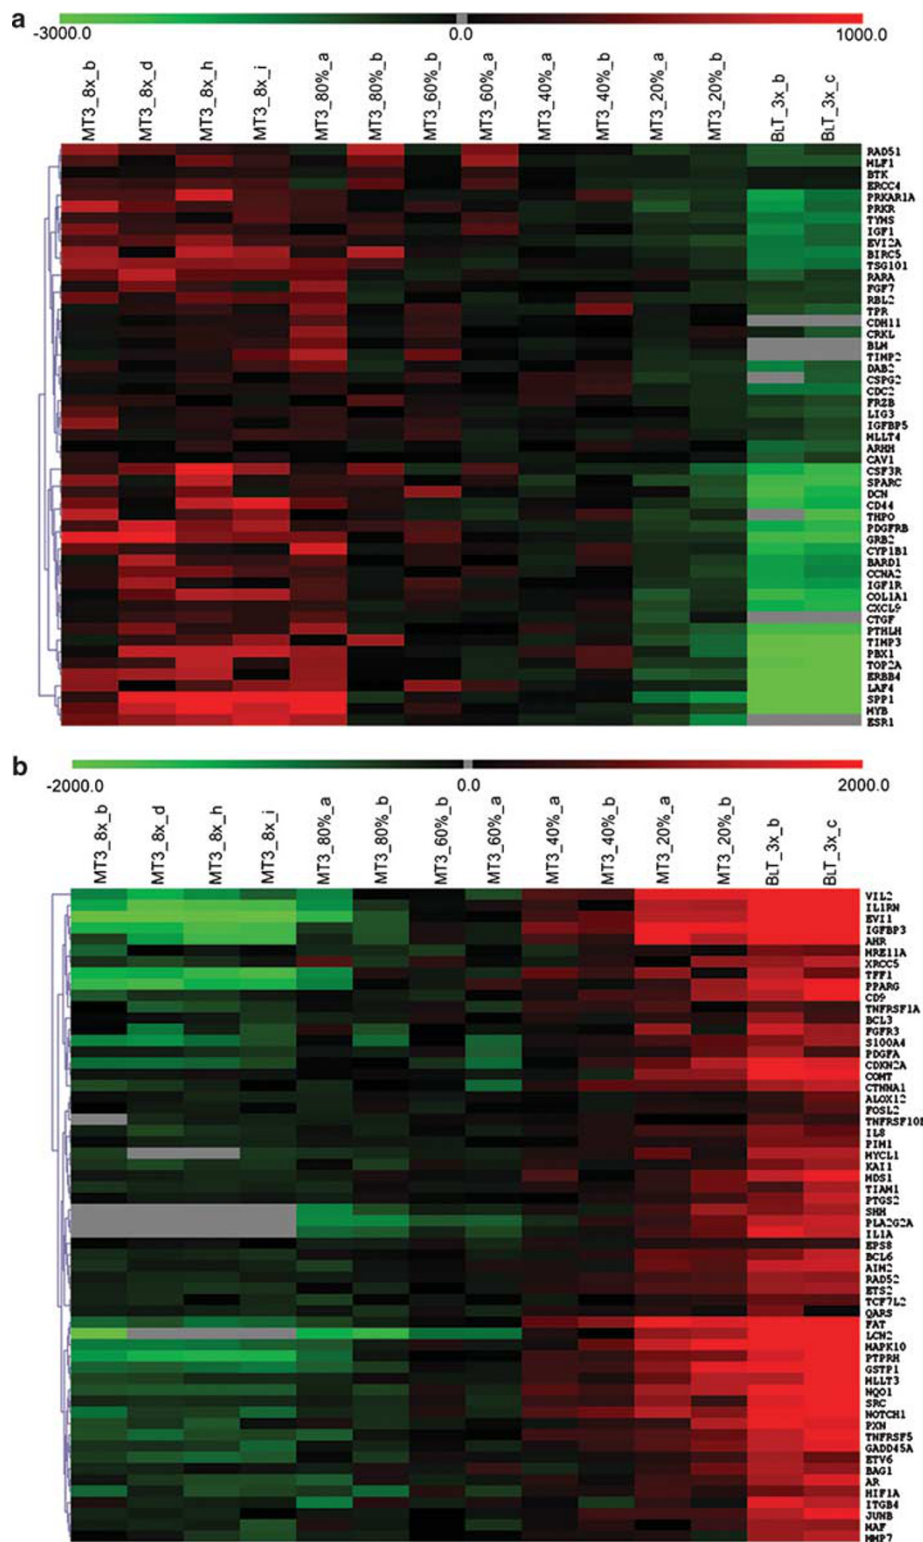 a
-3000.0 0.0 1000.0
MT3_8x_b MT3_8x_d MT3_8x_h MT3_8x_i MT3_80%_a MT3_80%_b MT3_60%_b MT3_60%_a MT3_40%_a MT3_40%_b MT3_20%_a MT3_20%_b BLT_3x_b BLT_3x_c
RAD51
MLF1
BTK
ERCC4
PRKAR1A
PRKR
TYMS
IGF1
EVI2A
BIRC5
TSG101
RARA
FGF7
RBL2
TPR
CDH11
CRKL
BLM
TIMP2
DAB2
CSPG2
CDC2
FRZB
LIG3
IGFBP5
MLLT4
ARHH
CAV1
CSF3R
SPARC
DCN
CD44
THPO
PDGFRB
GRB2
CYP1B1
BARD1
CCNA2
IGF1R
COL1A1
CXCL9
CTGF
PTHLH
TIMP3
PBX1
TOP2A
ERBB4
LAF4
SPP1
MYB
ESR1
b
-2000.0 0.0 2000.0
MT3_8x_b MT3_8x_d MT3_8x_h MT3_8x_i MT3_80%_a MT3_80%_b MT3_60%_b MT3_60%_a MT3_40%_a MT3_40%_b MT3_20%_a MT3_20%_b BLT_3x_b BLT_3x_c
VIL2
IL1RN
EVI1
IGFBP3
AHR
MRE11A
XRCC5
TFF1
PPARG
CD9
TNFRSF1A
BCL3
FGFR3
S100A4
PDGFA
CDKN2A
COMT
CTNNA1
ALOX12
FOSL2
TNFRSF10B
IL8
PIM1
MYCL1
KAI1
MDS1
TIAM1
PTGS2
SHH
PLA2G2A
IL1A
EPS8
BCL6
AIM2
RAD52
ETS2
TCF7L2
QARS
FAT
LCN2
MAPK10
PTPRH
GSTP1
MLLT3
NQO1
SRC
NOTCH1
PXN
TNFRSF5
GADD45A
ETV6
BAG1
AR
HIF1A
ITGB4
JUNB
MAF
MMP7